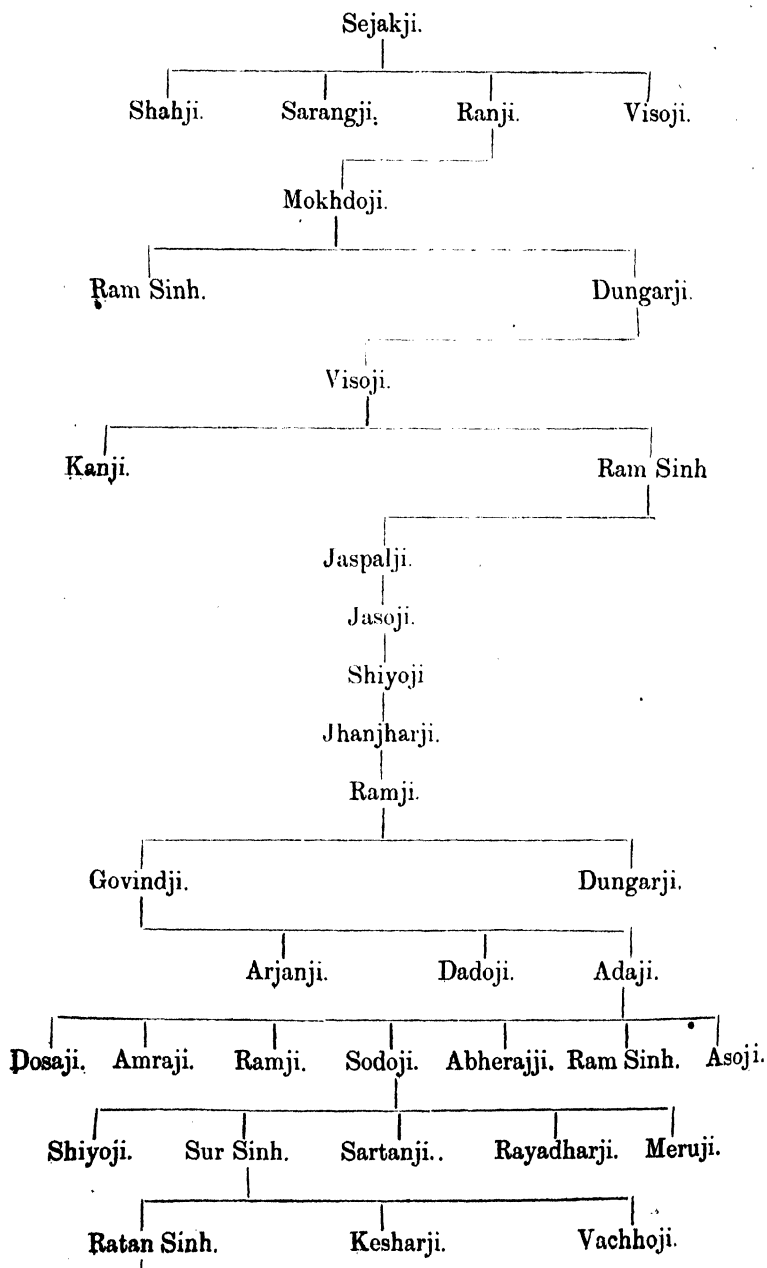 Sejakji.
Shahji. Sarangji. Ranji. Visoji.
Mokhdoji.
Ram Sinh. Dungarji.
Visoji.
Kanji. Ram Sinh
Jaspalji.
Jasoji.
Shiyoji
Jhanjharji.
Ramji.
Govindji. Dungarji.
Arjanji. Dadoji. Adaji.
Dosaji. Amraji. Ramji. Sodoji. Abherajji. Ram Sinh. Asoji.
Shiyoji. Sur Sinh. Sartanji.. Rayadharji. Meruji.
Ratan Sinh. Kesharji. Vachhoji.